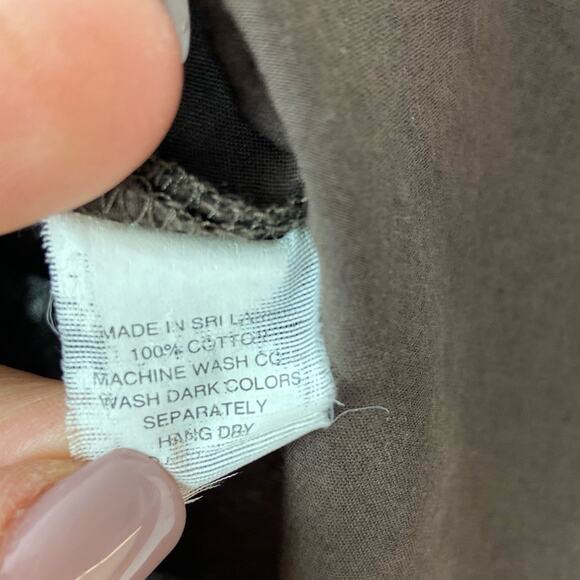 MADE IN SRI
100% COTTON
MACHINE WASH
WASH DARK COLORS
SEPARATELY
HANG DRY